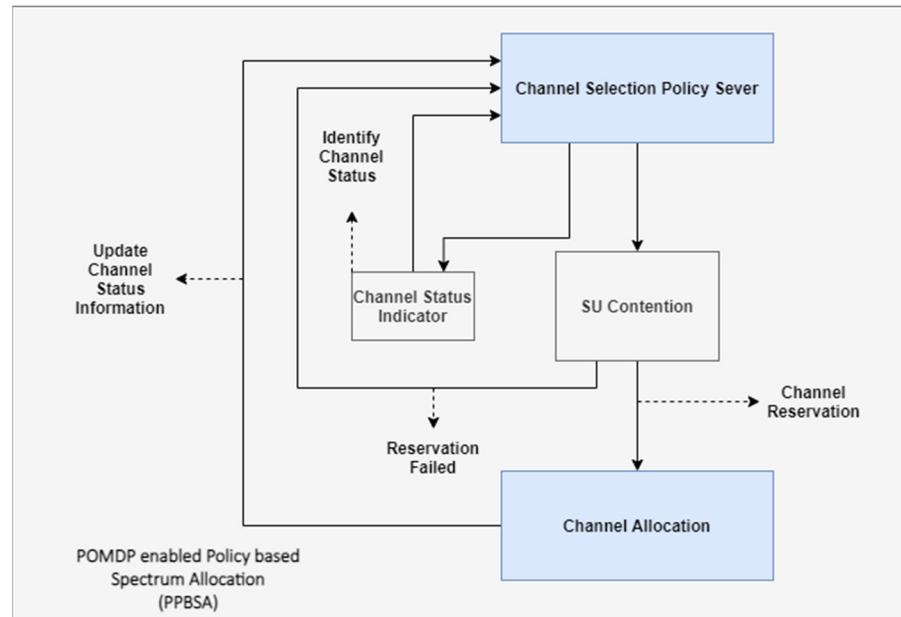 Channel Selection Policy Sever
Identify
Channel
Status
Update
Channel
Status
Information
Channel Status
Indicator
SU Contention
Channel
Reservation
Reservation
Failed
Channel Allocation
POMDP enabled Policy based
Spectrum Allocation
(PPBSA)